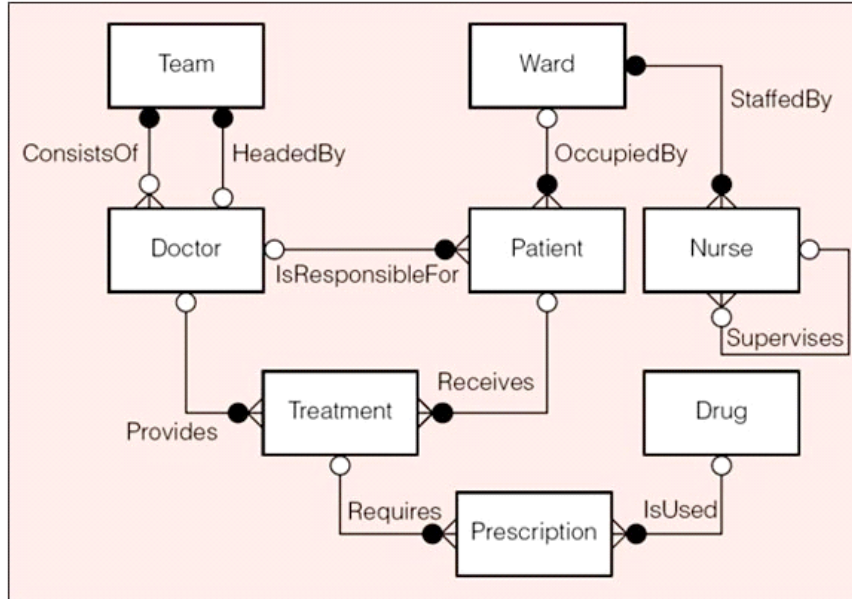 Team
Ward
StaffedBy
ConsistsOf
HeadedBy
OccupiedBy
Doctor
Patient
Nurse
IsResponsibleFor
Supervises
Receives
Treatment
Drug
Provides
Requires
IsUsed
Prescription